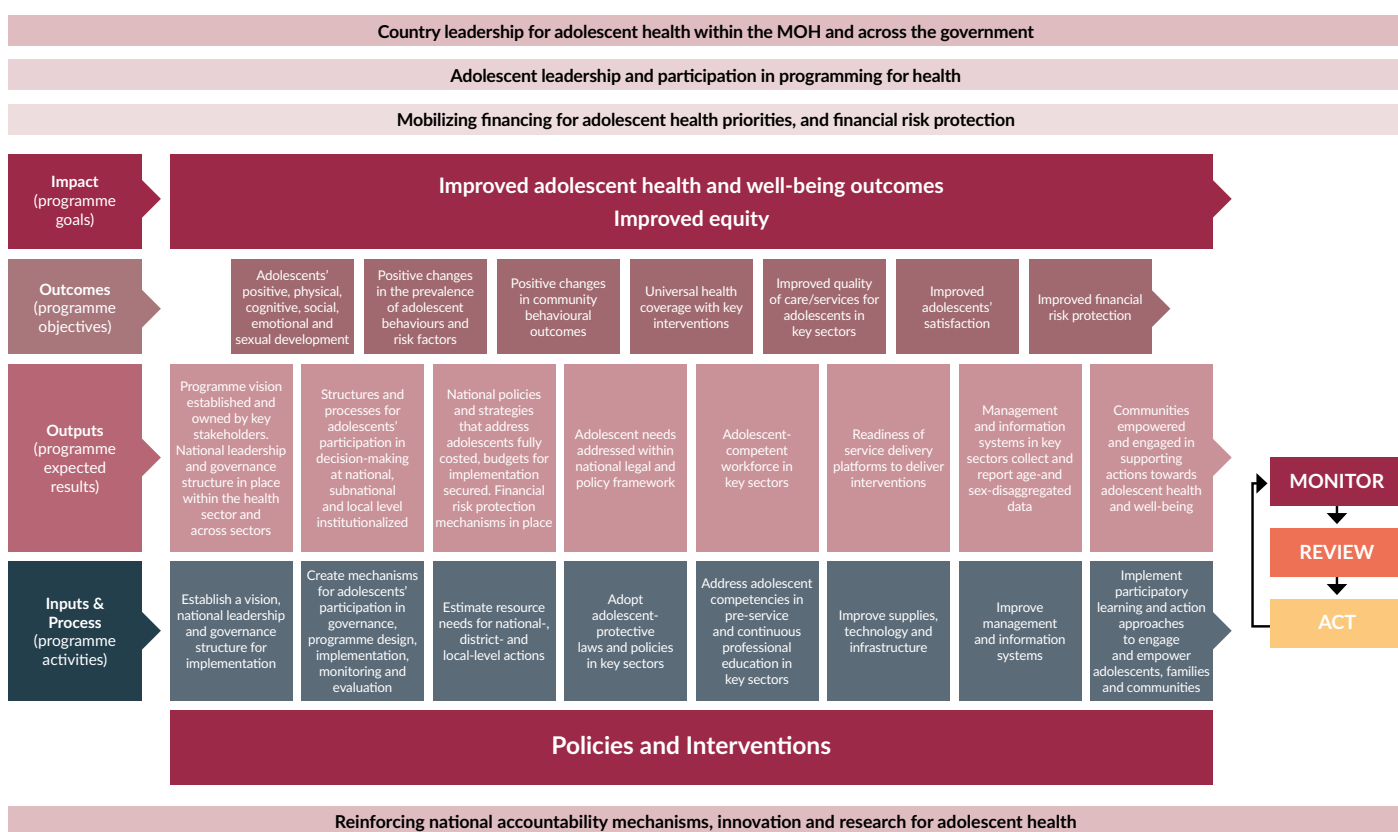 Country leadership for adolescent health within the MOH and across the government
Adolescent leadership and participation in programming for health
Mobilizing financing for adolescent health priorities, and financial risk protection
Impact
(programme
goals)
Improved adolescent health and well-being outcomes
Improved equity
Outcomes
(programme
objectives)
Adolescents’
positive, physical,
cognitive, social,
emotional and
sexual development
Positive changes
in the prevalence
of adolescent
behaviours and
risk factors
Positive changes
in community
behavioural
outcomes
Universal health
coverage with key
interventions
Improved quality
of care/services for
adolescents in
key sectors
Improved
adolescents’
satisfaction
Improved financial
risk protection
Outputs
(programme
expected
results)
Programme vision
established and
owned by key
stakeholders.
National leadership
and governance
structure in place
within the health
sector and
across sectors
Structures and
processes for
adolescents’
participation in
decision-making
at national,
subnational
and local level
institutionalized
National policies
and strategies
that address
adolescents fully
costed, budgets for
implementation
secured. Financial
risk protection
mechanisms in place
Adolescent needs
addressed within
national legal and
policy framework
Adolescent-
competent
workforce in
key sectors
Readiness of
service delivery
platforms to deliver
interventions
Management
and information
systems in key
sectors collect and
report age-and
sex-disaggregated
data
Communities
empowered
and engaged in
supporting
actions towards
adolescent health
and well-being
Inputs &
Process
(programme
activities)
Establish a vision,
national leadership
and governance
structure for
implementation
Create mechanisms
for adolescents’
participation in
governance,
programme design,
implementation,
monitoring and
evaluation
Estimate resource
needs for national-,
district- and
local-level actions
Adopt
adolescent-
protective
laws and policies
in key sectors
Address adolescent
competencies in
pre-service
and continuous
professional
education in
key sectors
Improve supplies,
technology and
infrastructure
Improve
management
and information
systems
Implement
participatory
learning and action
approaches
to engage
and empower
adolescents, families
and communities
MONITOR
REVIEW
ACT
Policies and Interventions
Reinforcing national accountability mechanisms, innovation and research for adolescent health